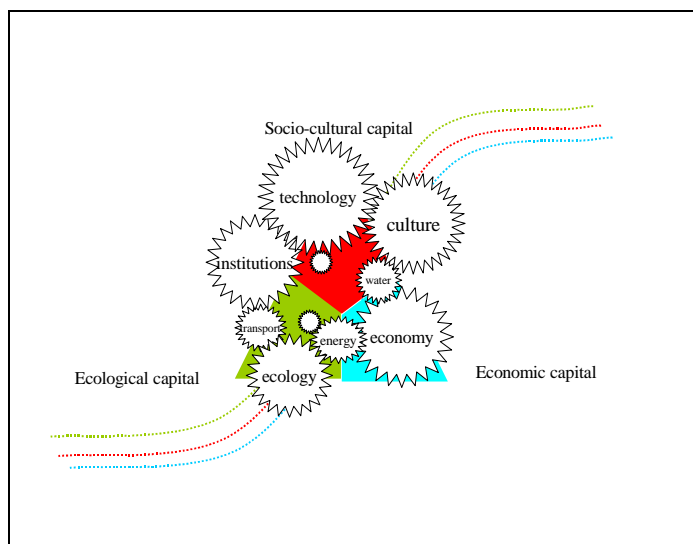 Socio-cultural capital
technology
culture
institutions
water
transport
energy
economy
ecology
Ecological capital
Economic capital